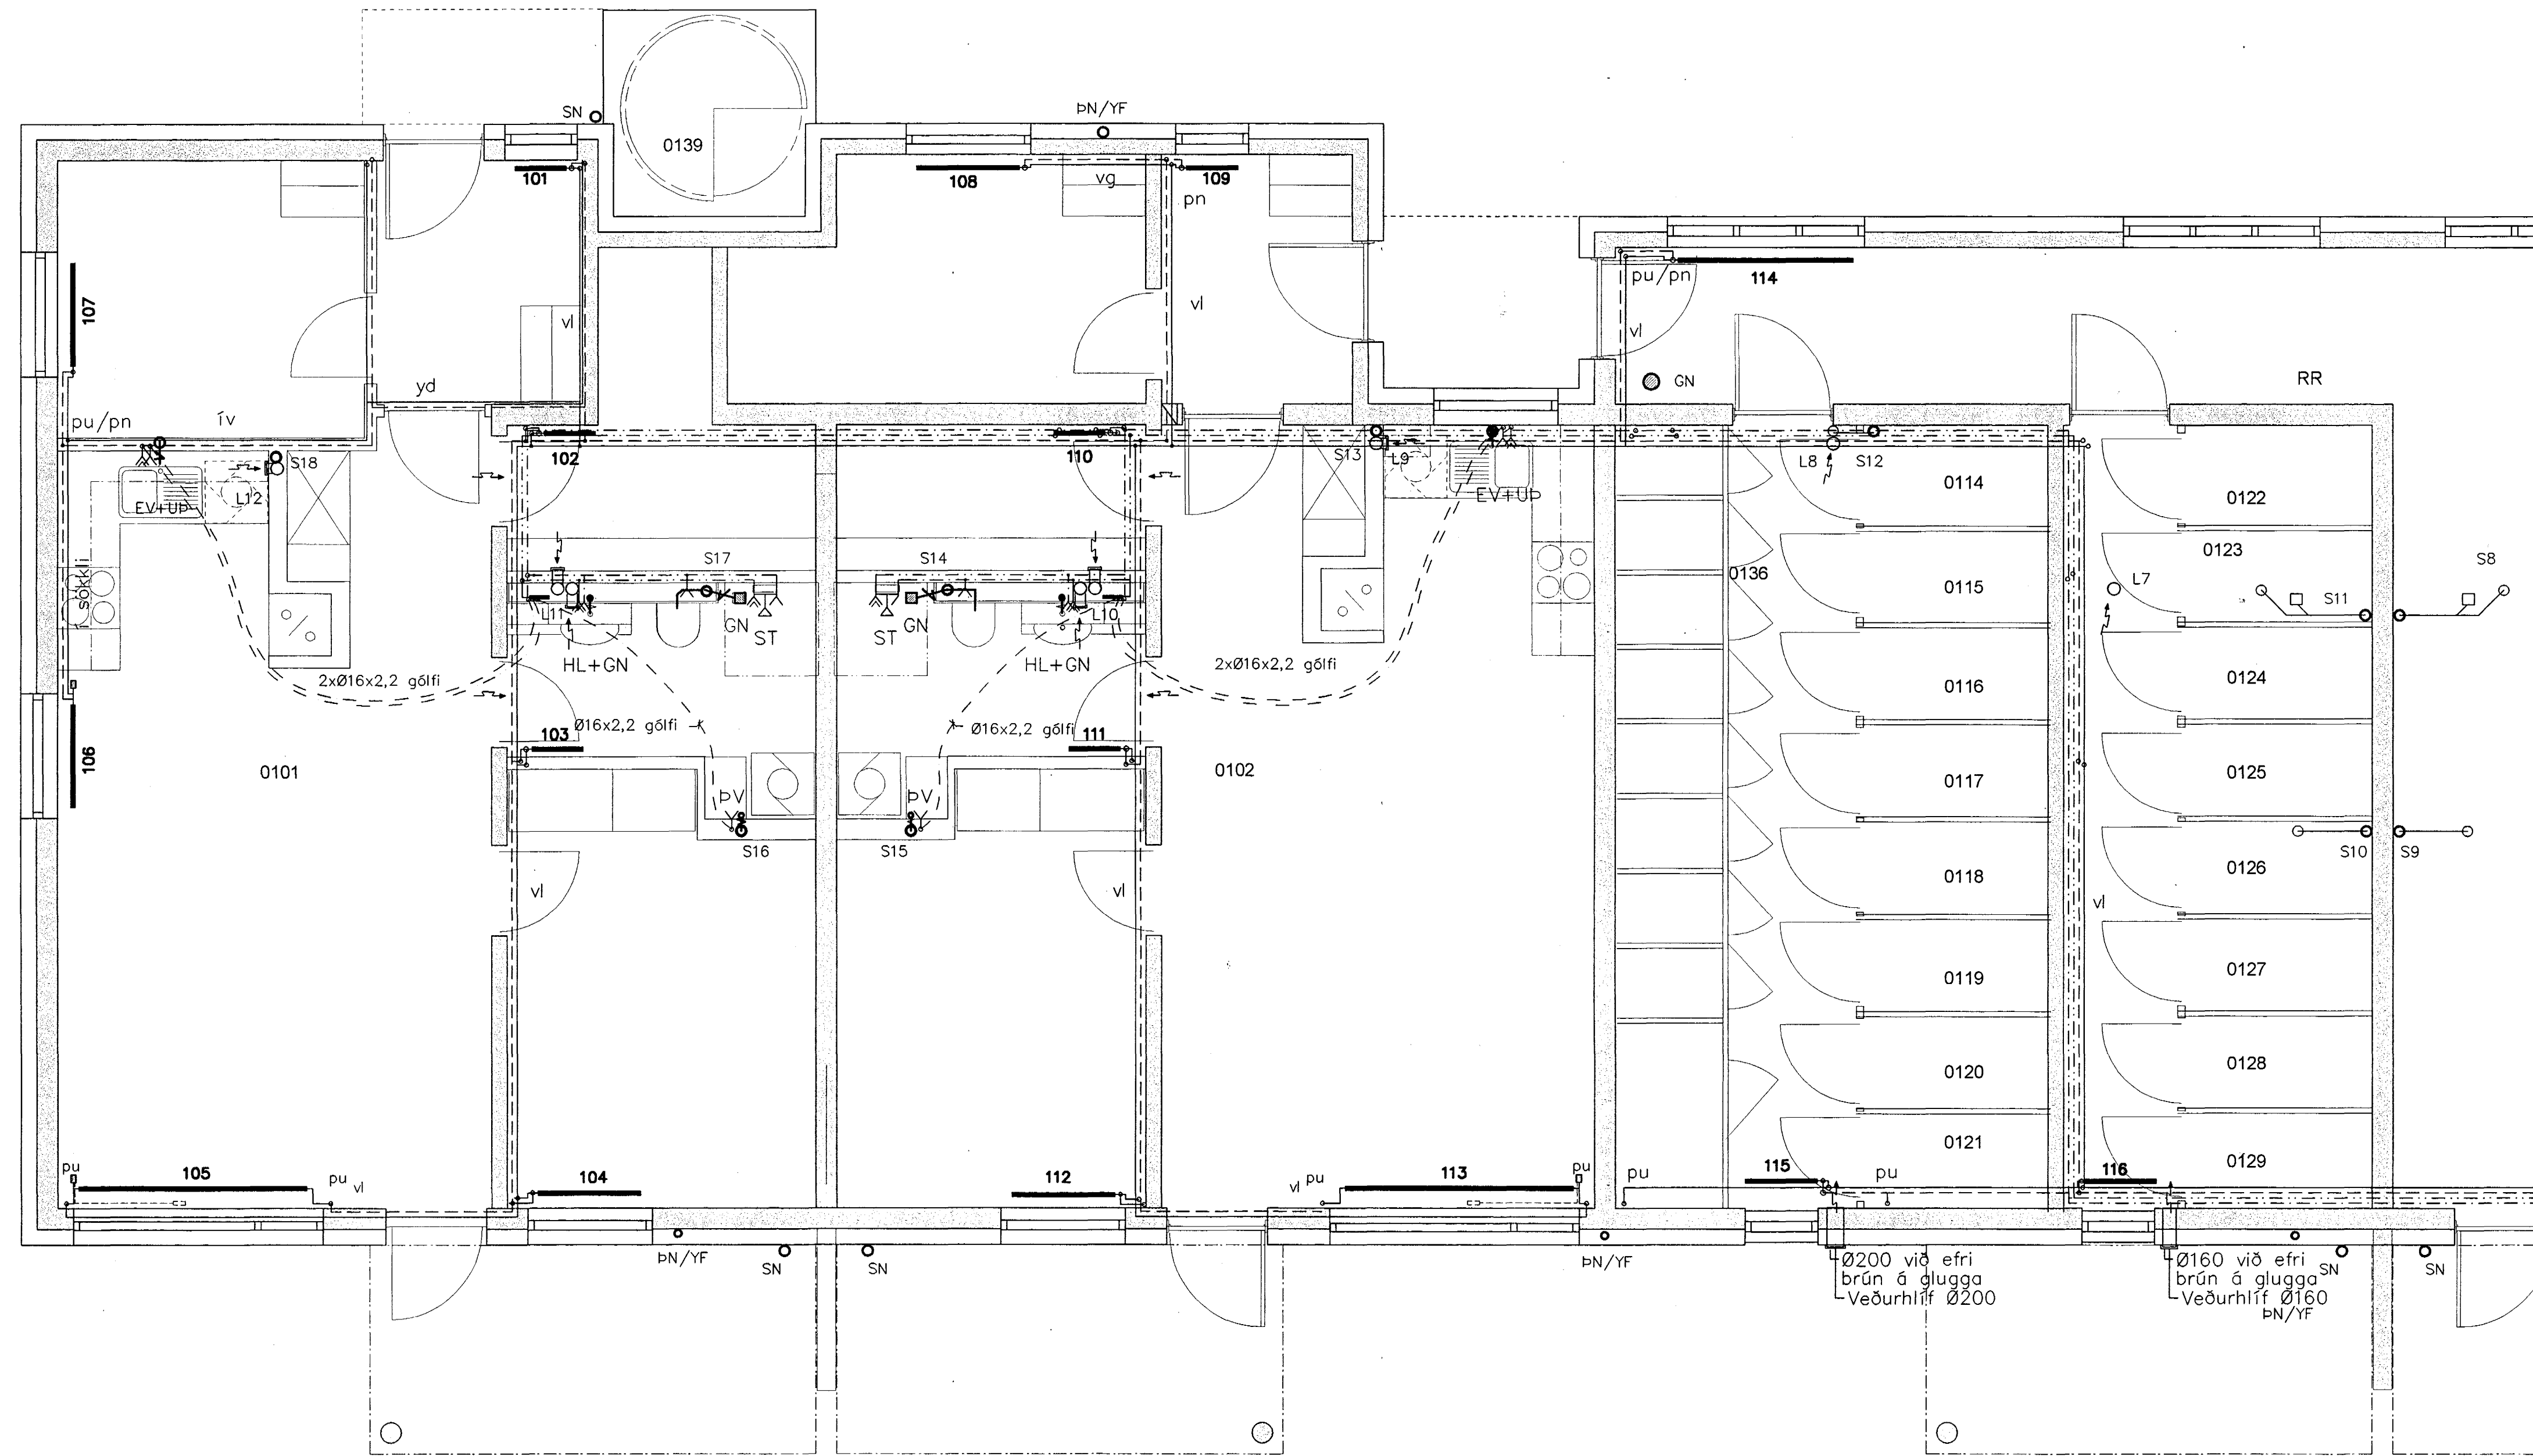 SN
0139
ÞN/YF
101
108
vg
109
pn
107
vl
vl
pu/pn
114
vl
yd
GN
RR
pu/pn
ív
102
110
S18
L12
EV+UÞ
S13
L9
EV+UÞ
L8
S12
0114
0122
0123
S17
S14
0136
0115
L7
S11
S8
í sökkli
L11
GN
ST
ST
GN
L10
HL+GN
HL+GN
2xØ16x2,2 gólfi
2xØ16x2,2 gólfi
0116
0124
Ø16x2,2 gólfi
Ø16x2,2 gólfi
103
111
106
0101
0102
0117
0125
ÞV
ÞV
S16
S15
S10
S9
0118
0126
vl
vl
vl
0119
0127
0120
0128
0121
0129
pu
105
pu
vl
104
112
vl
pu
113
pu
pu
115
pu
116
ÞN/YF
SN
SN
ÞN/YF
Ø200 við efri
brún á glugga
Veðurhlíf Ø200
Ø160 við efri
brún á glugga
Veðurhlíf Ø160
SN
ÞN/YF
SN